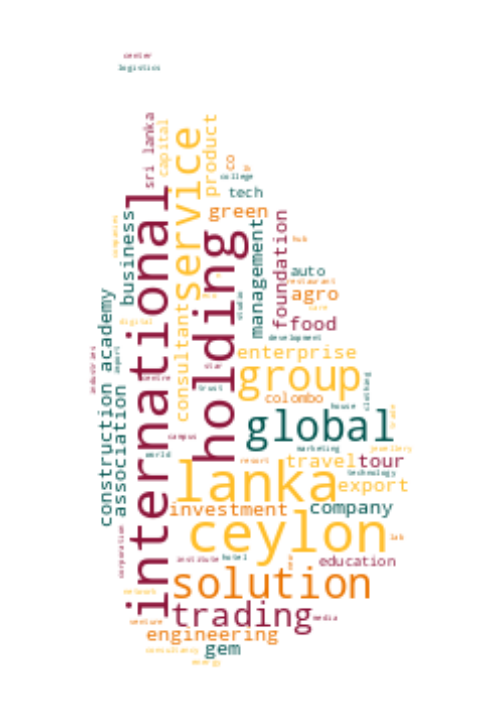 center
logistics
sri lanka
capital
service
product
co
college
tech
green
international
holding
business
management
foundation
hub
auto
restaurant
agro
care
food
development
digital
studio
construction academy
association
import
consultant
star
centre
trust
enterprise
group
colombo
house
clothing
trade
global
campus
world
resort
marketing
jewellery
travel
tour
technology
lanka
export
investment
company
ceylon
lab
corporation
institute
hotel
education
solution
network
trading
media
venture
engineering
gem
consultancy
energy
industries
companies